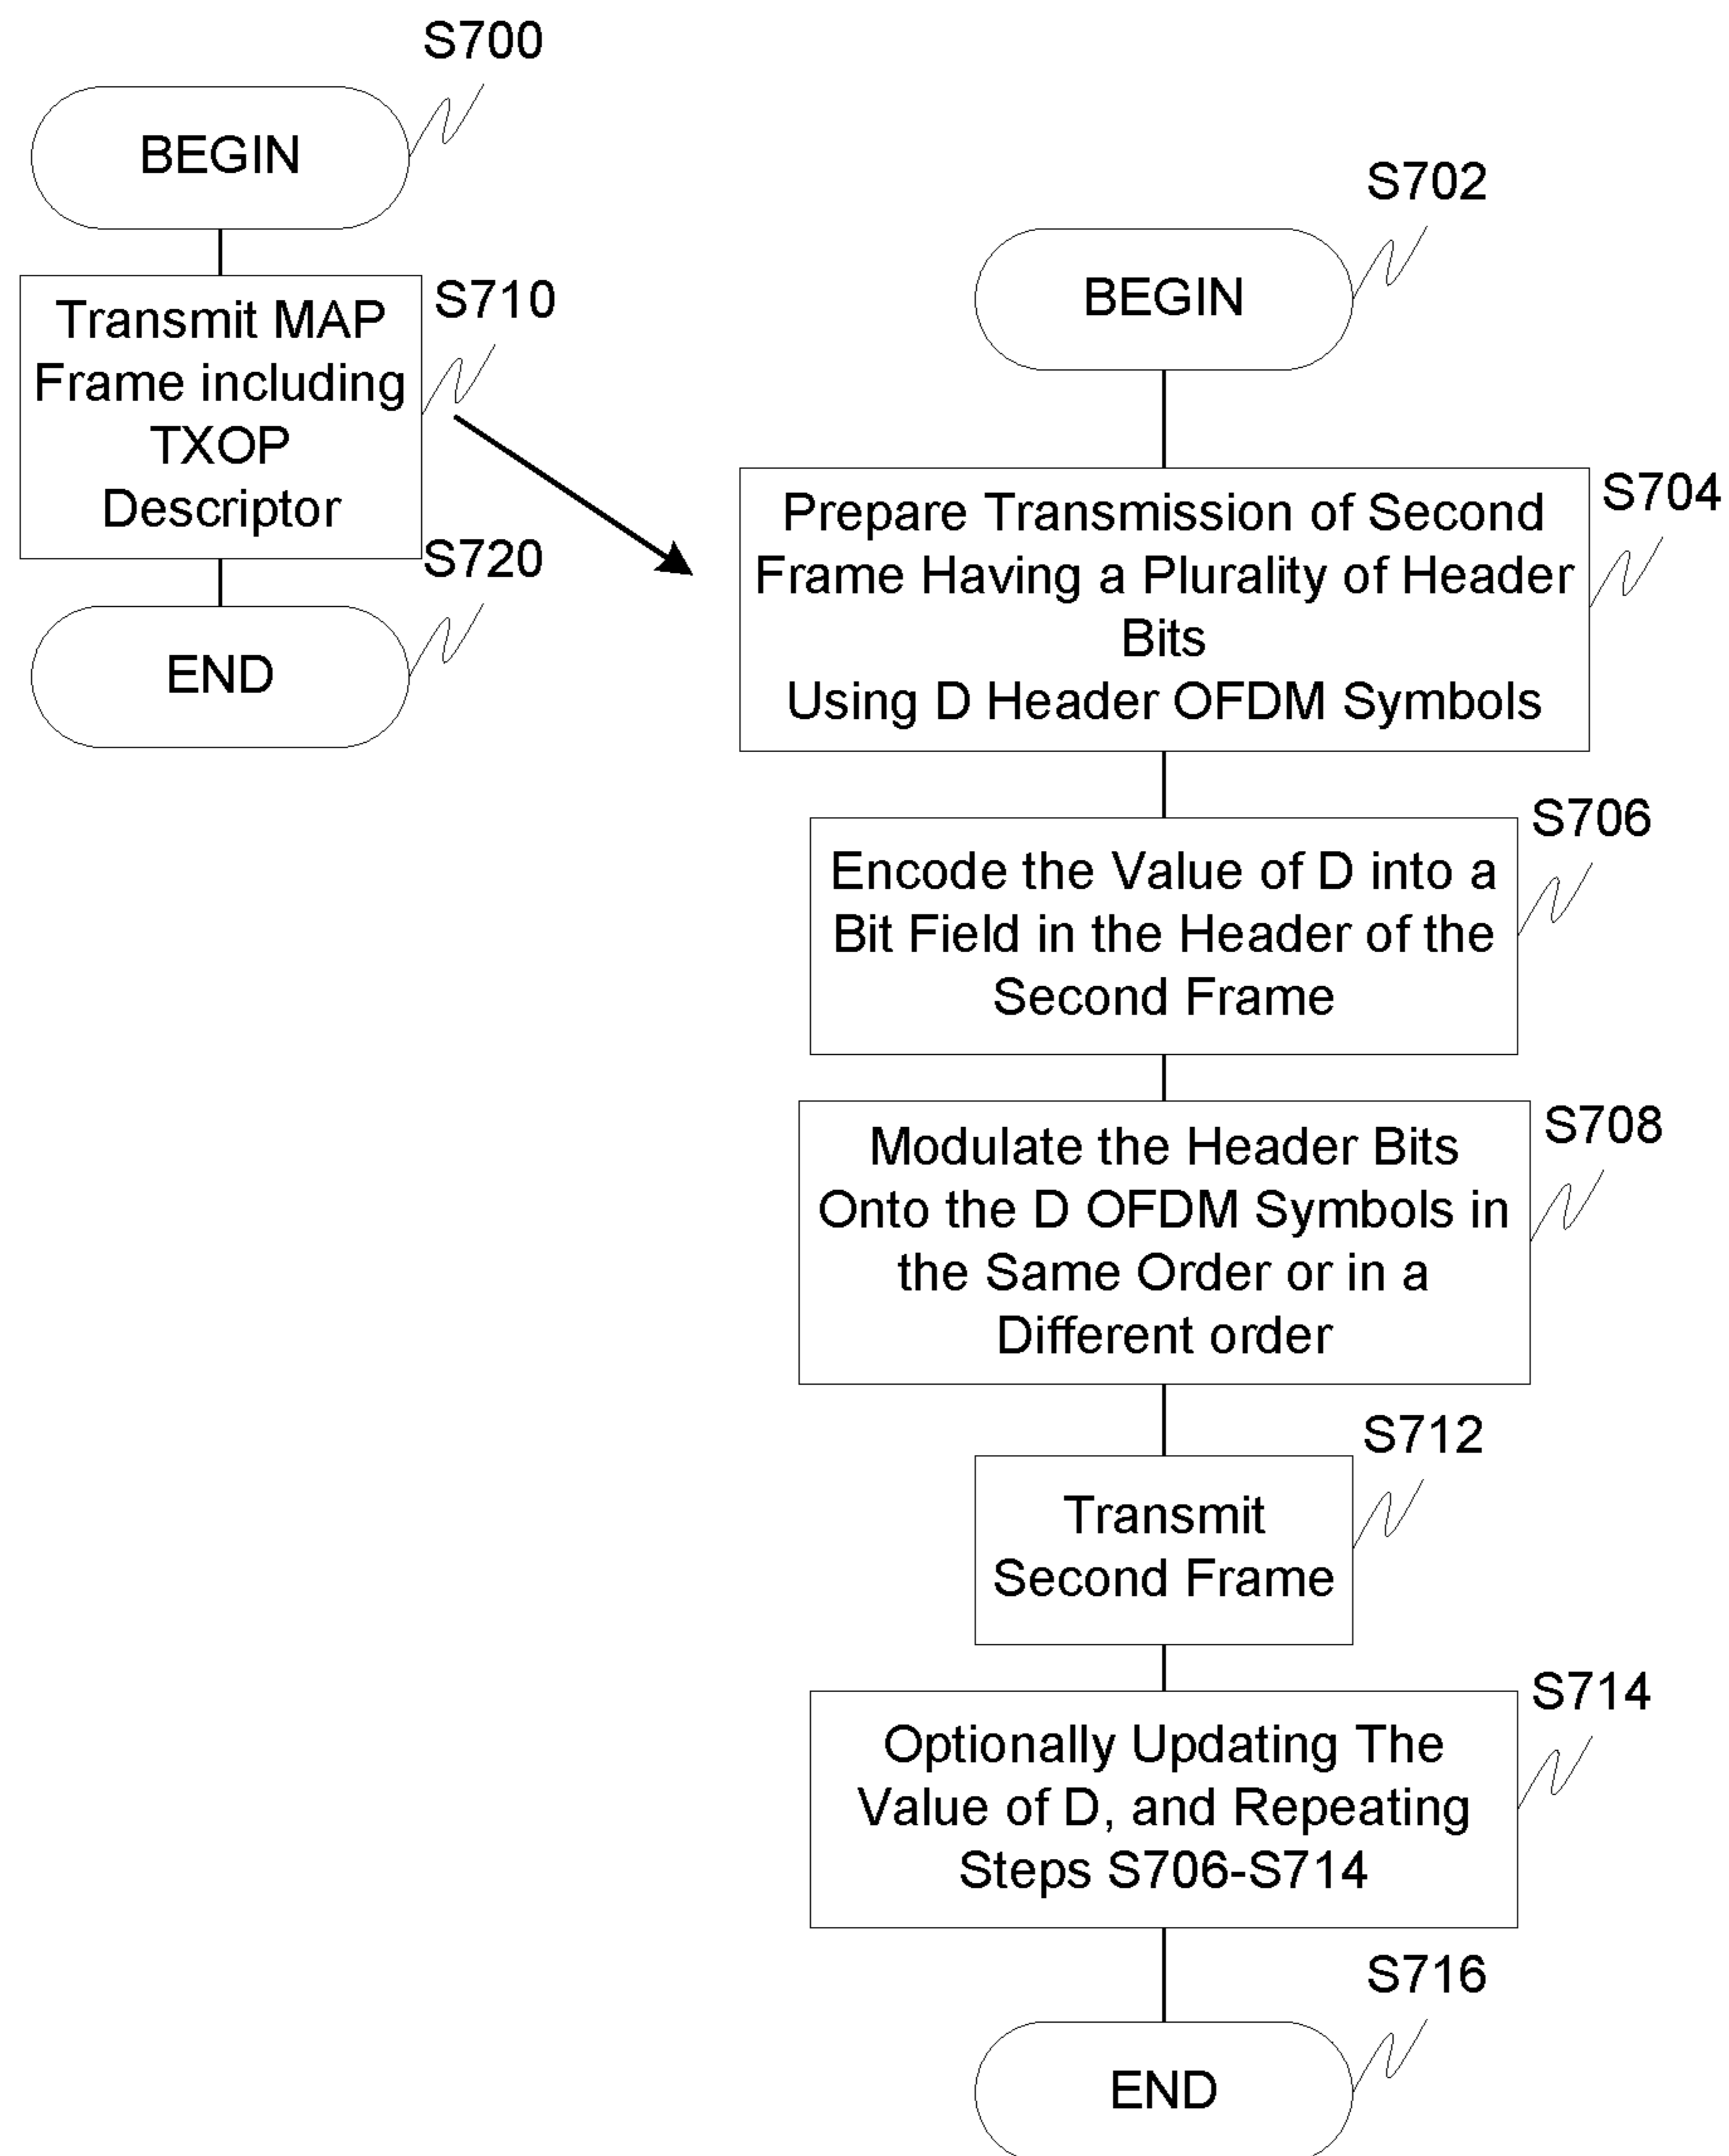 S700
BEGIN
S710
Transmit MAP
Frame including
TXOP
Descriptor
S720
END
S702
BEGIN
S704
Prepare Transmission of Second
Frame Having a Plurality of Header
Bits
Using D Header OFDM Symbols
S706
Encode the Value of D into a
Bit Field in the Header of the
Second Frame
S708
Modulate the Header Bits
Onto the D OFDM Symbols in
the Same Order or in a
Different order
S712
Transmit
Second Frame
S714
Optionally Updating The
Value of D, and Repeating
Steps S706-S714
S716
END